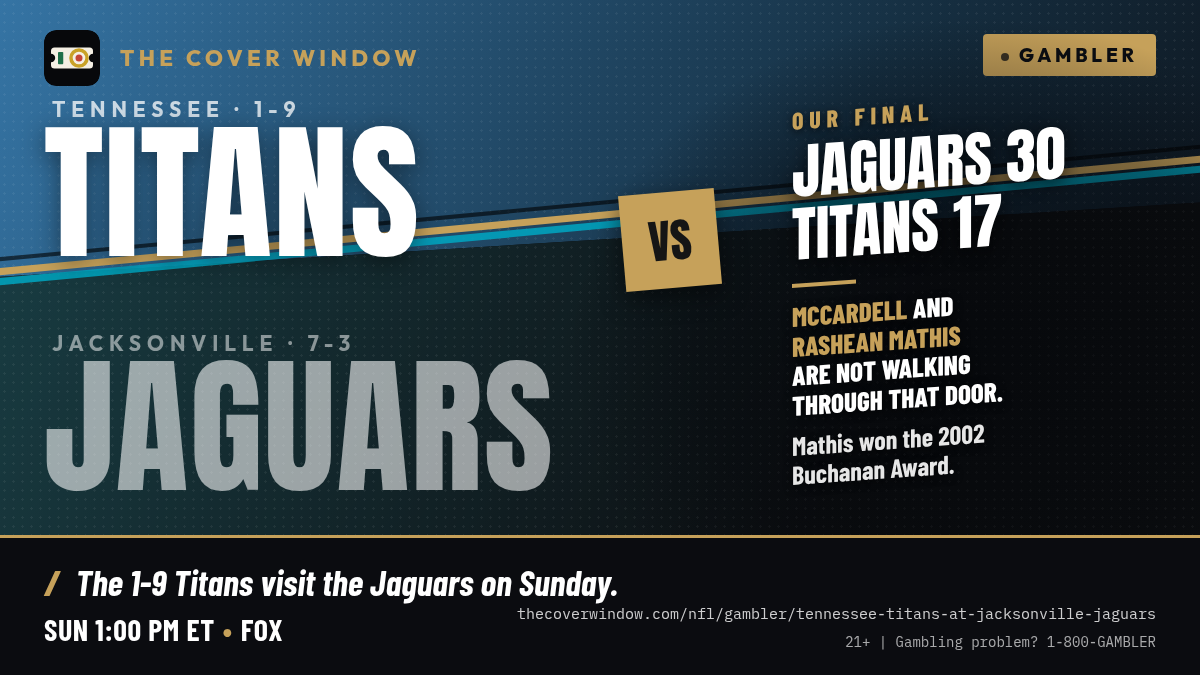 THE COVER WINDOW
• GAMBLER
TENNESSEE · 1-9
TITANS
VS
JACKSONVILLE · 7-3
JAGUARS
OUR FINAL
JAGUARS 30
TITANS 17
MCCARDELL AND
RASHEAN MATHIS
ARE NOT WALKING
THROUGH THAT DOOR.
Mathis won the 2002
Buchanan Award.
/ The 1-9 Titans visit the Jaguars on Sunday.
SUN 1:00 PM ET • FOX
thecoverwindow.com/nfl/gambler/tennessee-titans-at-jacksonville-jaguars
21+ | Gambling problem? 1-800-GAMBLER